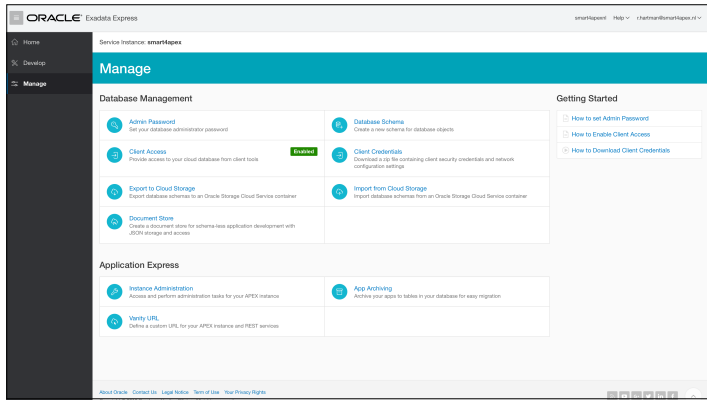 ORACLE® Exadata Express
smart4apexnt Help r.hartman@smart4apex.nl
Home
Develop
Manage
Service Instance: smart4apex
Manage
Database Management
Admin Password
Set your database administrator password
Database Schema
Create a new schema for database objects
Client Access
Enabled
Provide access to your cloud database from client tools
Client Credentials
Download a zip file containing client security credentials and network
configuration settings
Export to Cloud Storage
Export database schemas to an Oracle Storage Cloud Service container
Import from Cloud Storage
Import database schemas from an Oracle Storage Cloud Service container
Document Store
Create a document store for schema-less application development with
JSON storage and access
Application Express
Instance Administration
Access and perform administration tasks for your APEX instance
App Archiving
Archive your apps to tables in your database for easy migration
Vanity URL
Define a custom URL for your APEX instance and REST services
Getting Started
How to set Admin Password
How to Enable Client Access
How to Download Client Credentials
About Oracle Contact Us Legal Notice Term of Use Your Privacy Rights